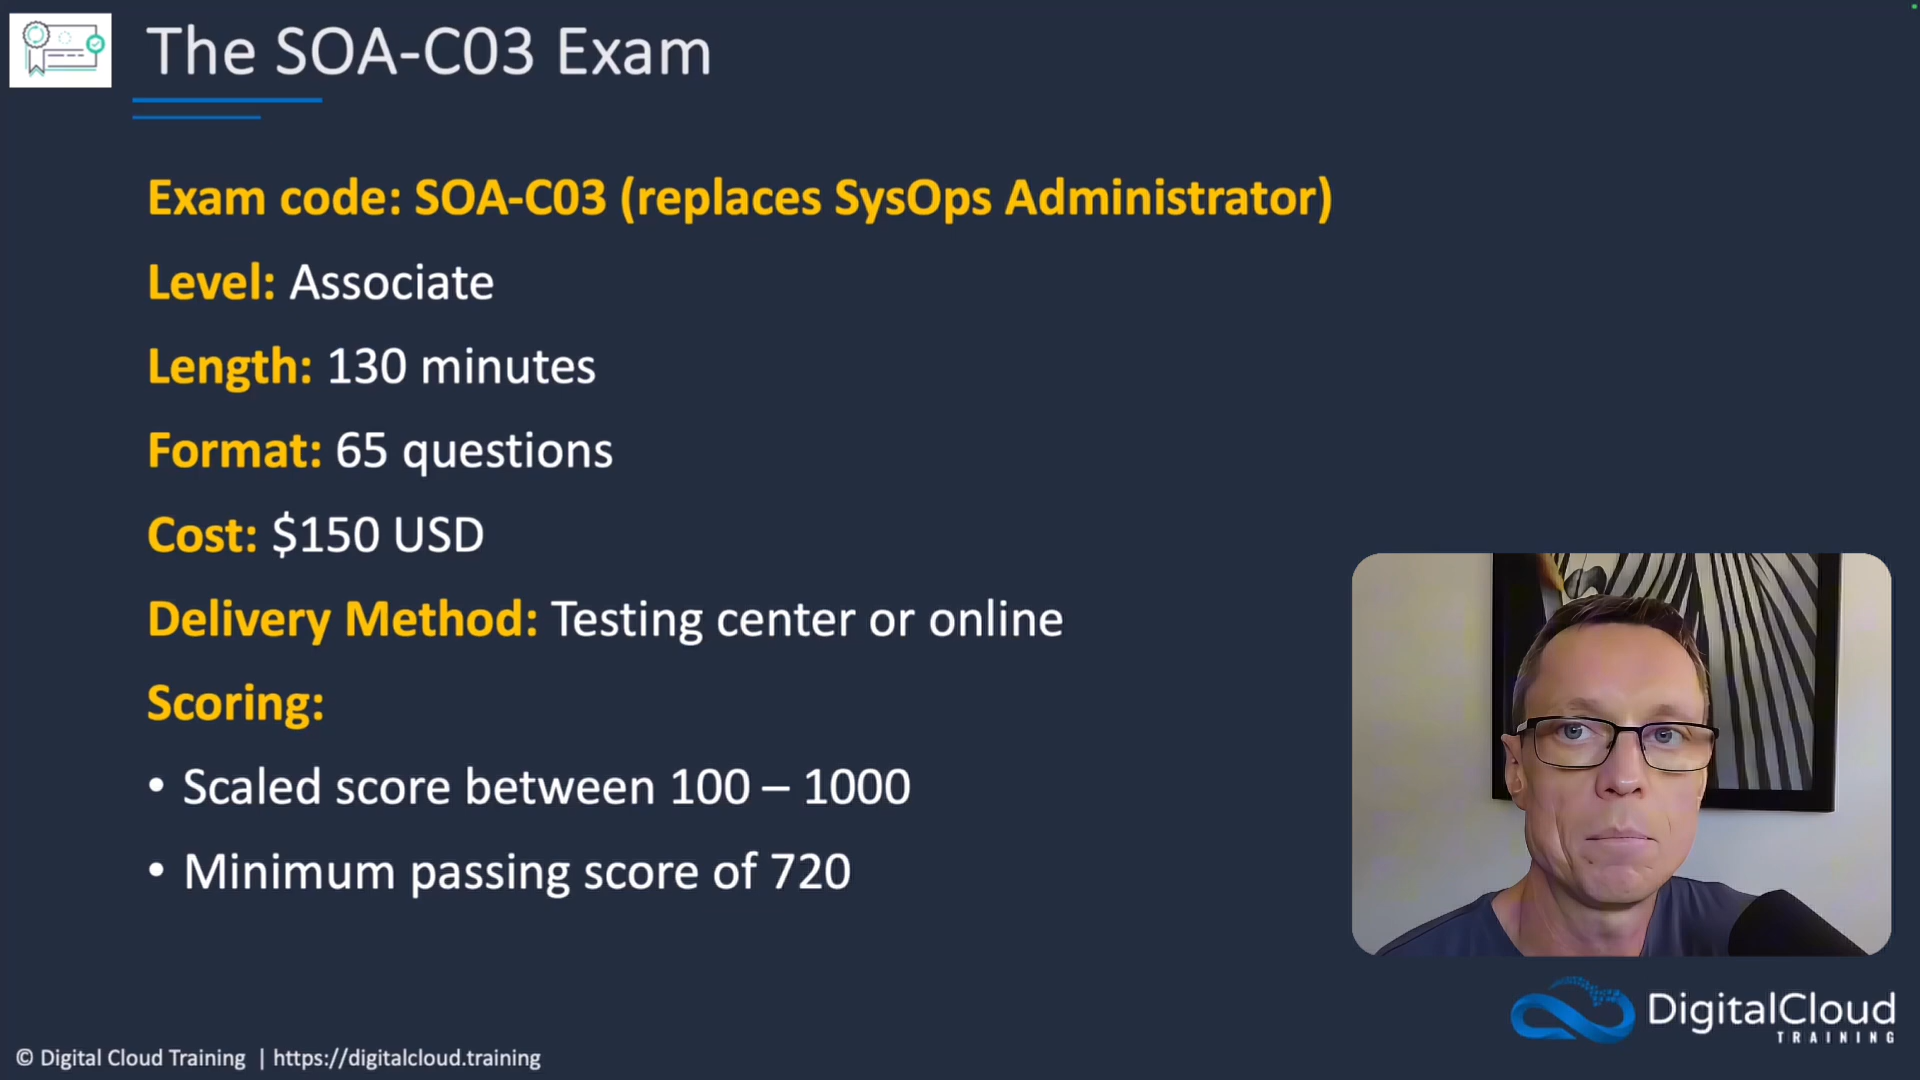 The SOA-C03 Exam
Exam code: SOA-C03 (replaces SysOps Administrator)
Level: Associate
Length: 130 minutes
Format: 65 questions
Cost: $150 USD
Delivery Method: Testing center or online
Scoring:
• Scaled score between 100 – 1000
• Minimum passing score of 720
DigitalCloud
TRAINING
© Digital Cloud Training | https://digitalcloud.training